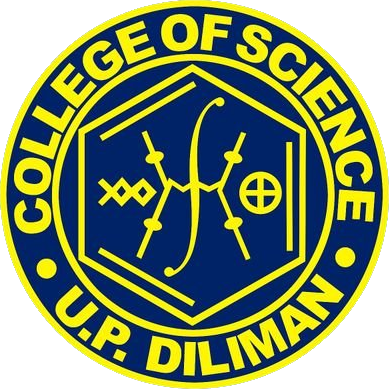 COLLEGE OF SCIENCE
U.P. DILIMAN